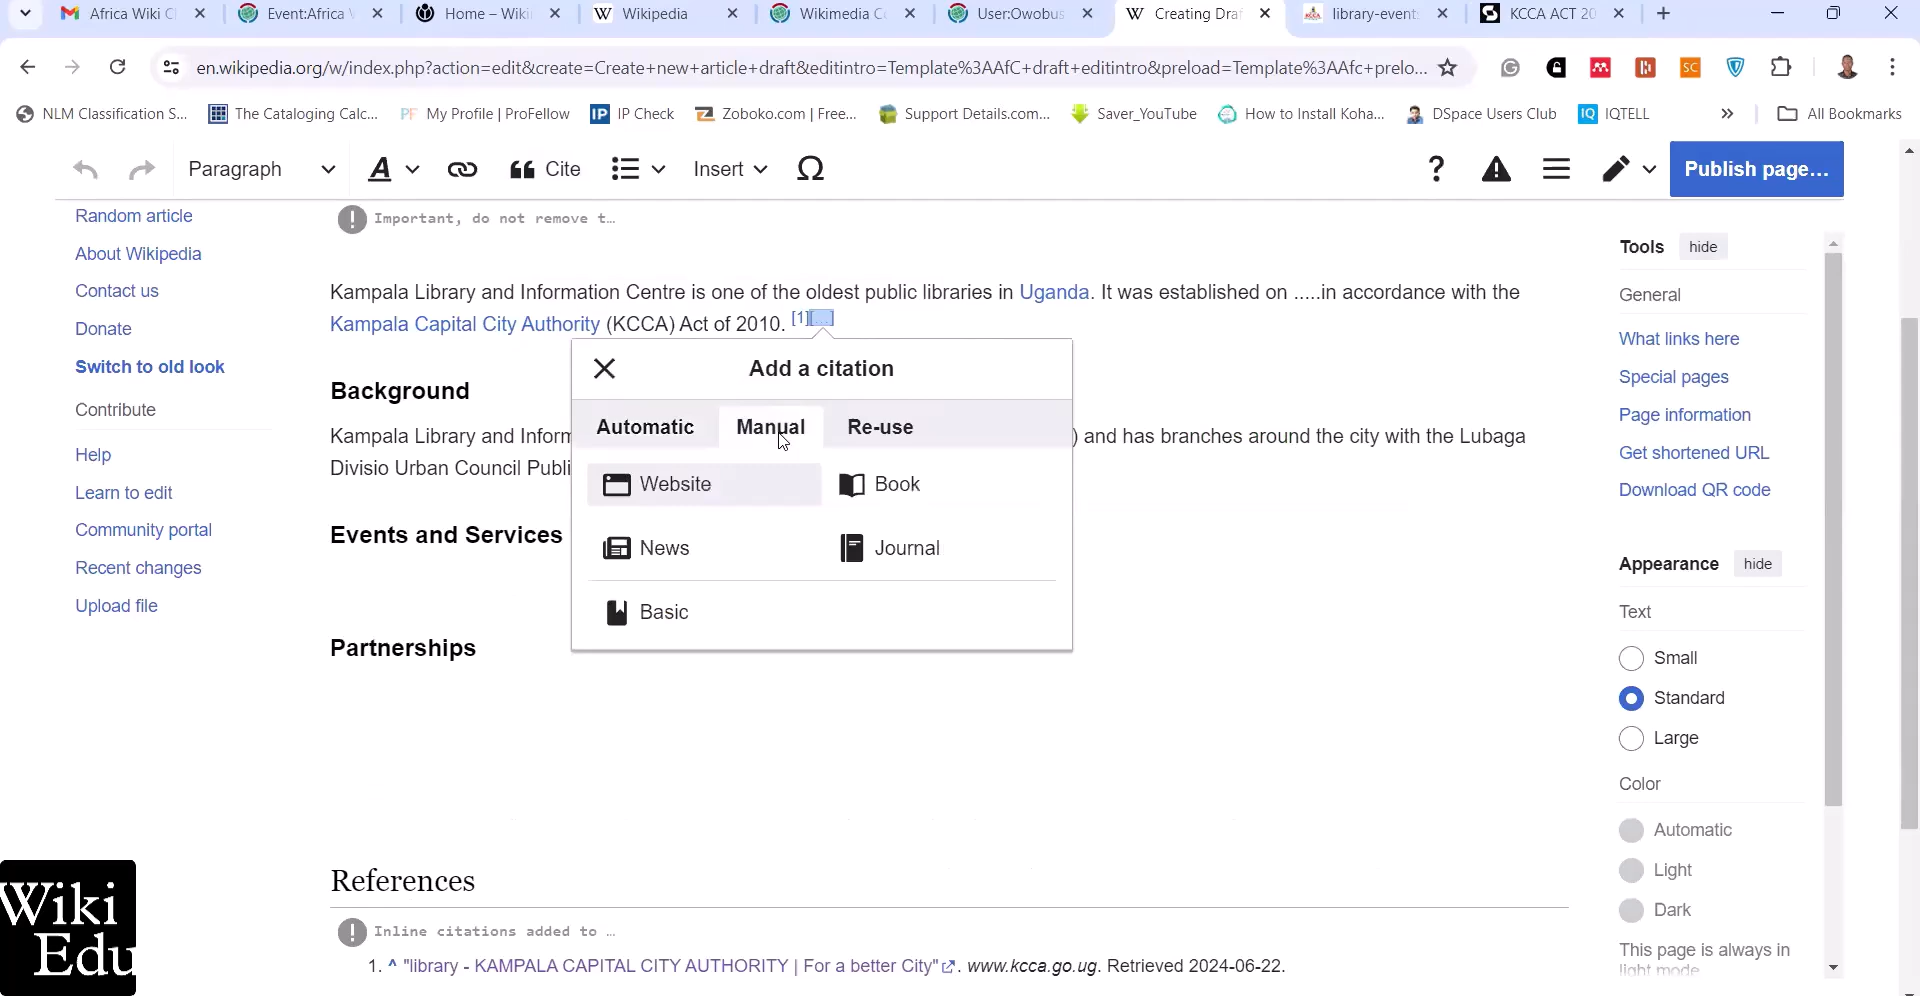 Africa Wiki C
Event:Africa
Home – Wiki
Wikipedia
Wikimedia C
User:Owobus
Creating Dra
library-event
KCCA ACT 20
en.wikipedia.org/w/index.php?action=edit&create=Create+new+article+draft&editintro=Template%3AAfC+draft+editintro&preload=Template%3AAfc+prelo...
NLM Classification S...
The Cataloging Calc...
PF My Profile | ProFellow
IP IP Check
Zoboko.com | Free...
Support Details.com...
Saver_YouTube
How to Install Koha...
DSpace Users Club
IQ IQTELL
»
All Bookmarks
Paragraph
A
Cite
Insert
Ω
?
Publish page...
Random article
About Wikipedia
Contact us
Donate
Switch to old look
Contribute
Help
Learn to edit
Community portal
Recent changes
Upload file
Important, do not remove t…
Kampala Library and Information Centre is one of the oldest public libraries in Uganda. It was established on .....in accordance with the
Kampala Capital City Authority (KCCA) Act of 2010. [1][...]
Background
Kampala Library and Inform
) and has branches around the city with the Lubaga
Divisio Urban Council Publi
Events and Services
Partnerships
Add a citation
Automatic Manual Re-use
Website Book
News Journal
Basic
References
Inline citations added to …
1. ^ "library - KAMPALA CAPITAL CITY AUTHORITY | For a better City". www.kcca.go.ug. Retrieved 2024-06-22.
Tools hide
General
What links here
Special pages
Page information
Get shortened URL
Download QR code
Appearance hide
Text
Small
Standard
Large
Color
Automatic
Light
Dark
This page is always in
light mode
Wiki
Edu
SC